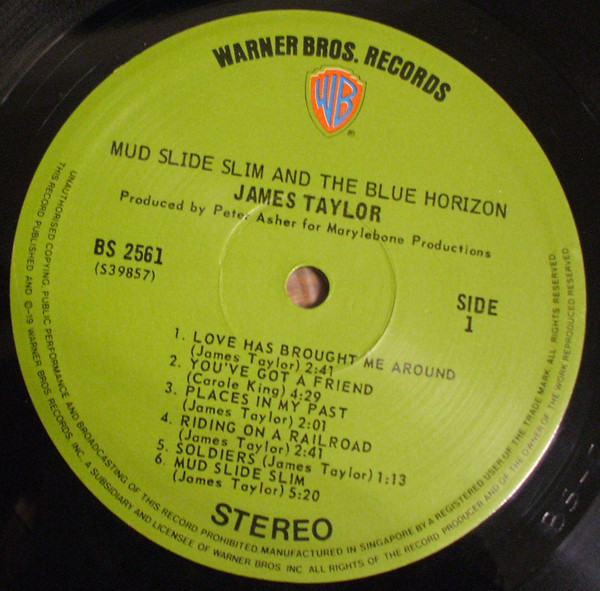 WARNER BROS. RECORDS
WB
®
MUD SLIDE SLIM AND THE BLUE HORIZON
JAMES TAYLOR
Produced by Peter Asher for Marylebone Productions
BS 2561
(S39857)
SIDE
1
1. LOVE HAS BROUGHT ME AROUND
(James Taylor) 2:41
2. YOU'VE GOT A FRIEND
(Carole King) 4:29
3. PLACES IN MY PAST
(James Taylor) 2:01
4. RIDING ON A RAILROAD
(James Taylor) 2:41
5. SOLDIERS (James Taylor) 1:13
6. MUD SLIDE SLIM
(James Taylor) 5:20
STEREO
UNAUTHORISED COPYING, PUBLIC PERFORMANCE AND BROADCASTING OF THIS RECORD PROHIBITED. MANUFACTURED IN SINGAPORE BY A REGISTERED USER OF THE TRADE MARK. ALL RIGHTS RESERVED.
THIS RECORD PUBLISHED AND ©-19 WARNER BROS RECORDS, INC. A SUBSIDIARY AND LICENSEE OF WARNER BROS INC. ALL RIGHTS OF THE RECORD PRODUCER AND OF THE OWNER OF THE WORK REPRODUCED RESERVED